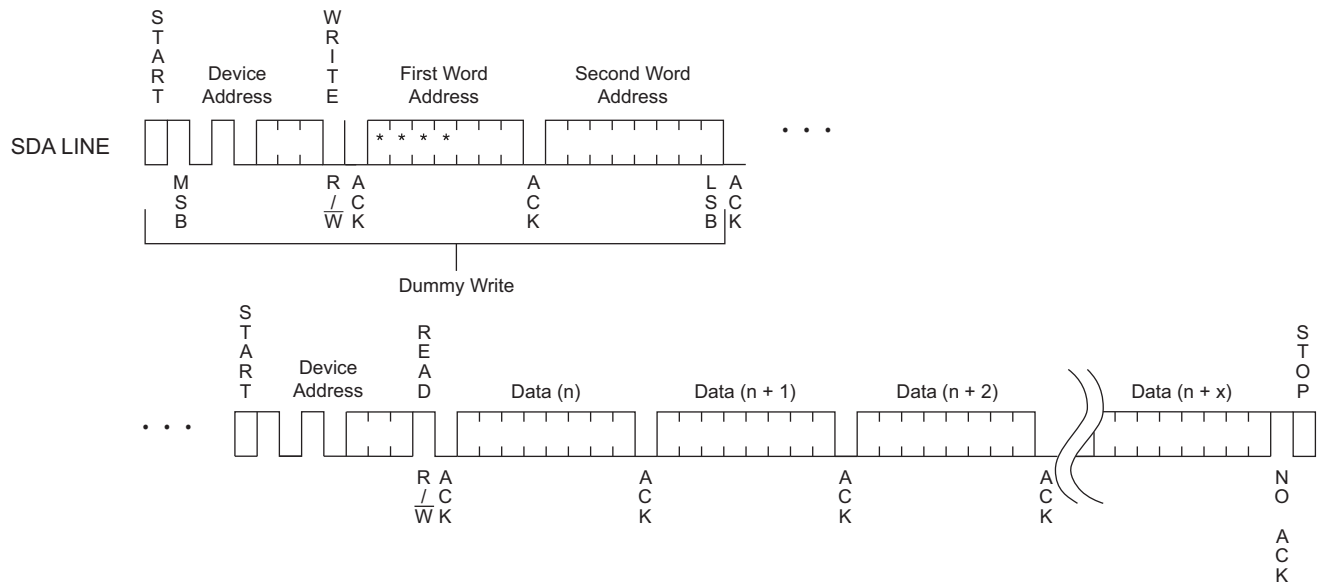 START
WRITE
Device
Address
First Word
Address
Second Word
Address
SDA LINE
* * * *
. . .
MSB
R/W̅
ACK
ACK
LSB
ACK
Dummy Write
START
READ
STOP
Device
Address
Data (n)
Data (n + 1)
Data (n + 2)
Data (n + x)
. . .
R/W̅
ACK
ACK
ACK
ACK
NO ACK